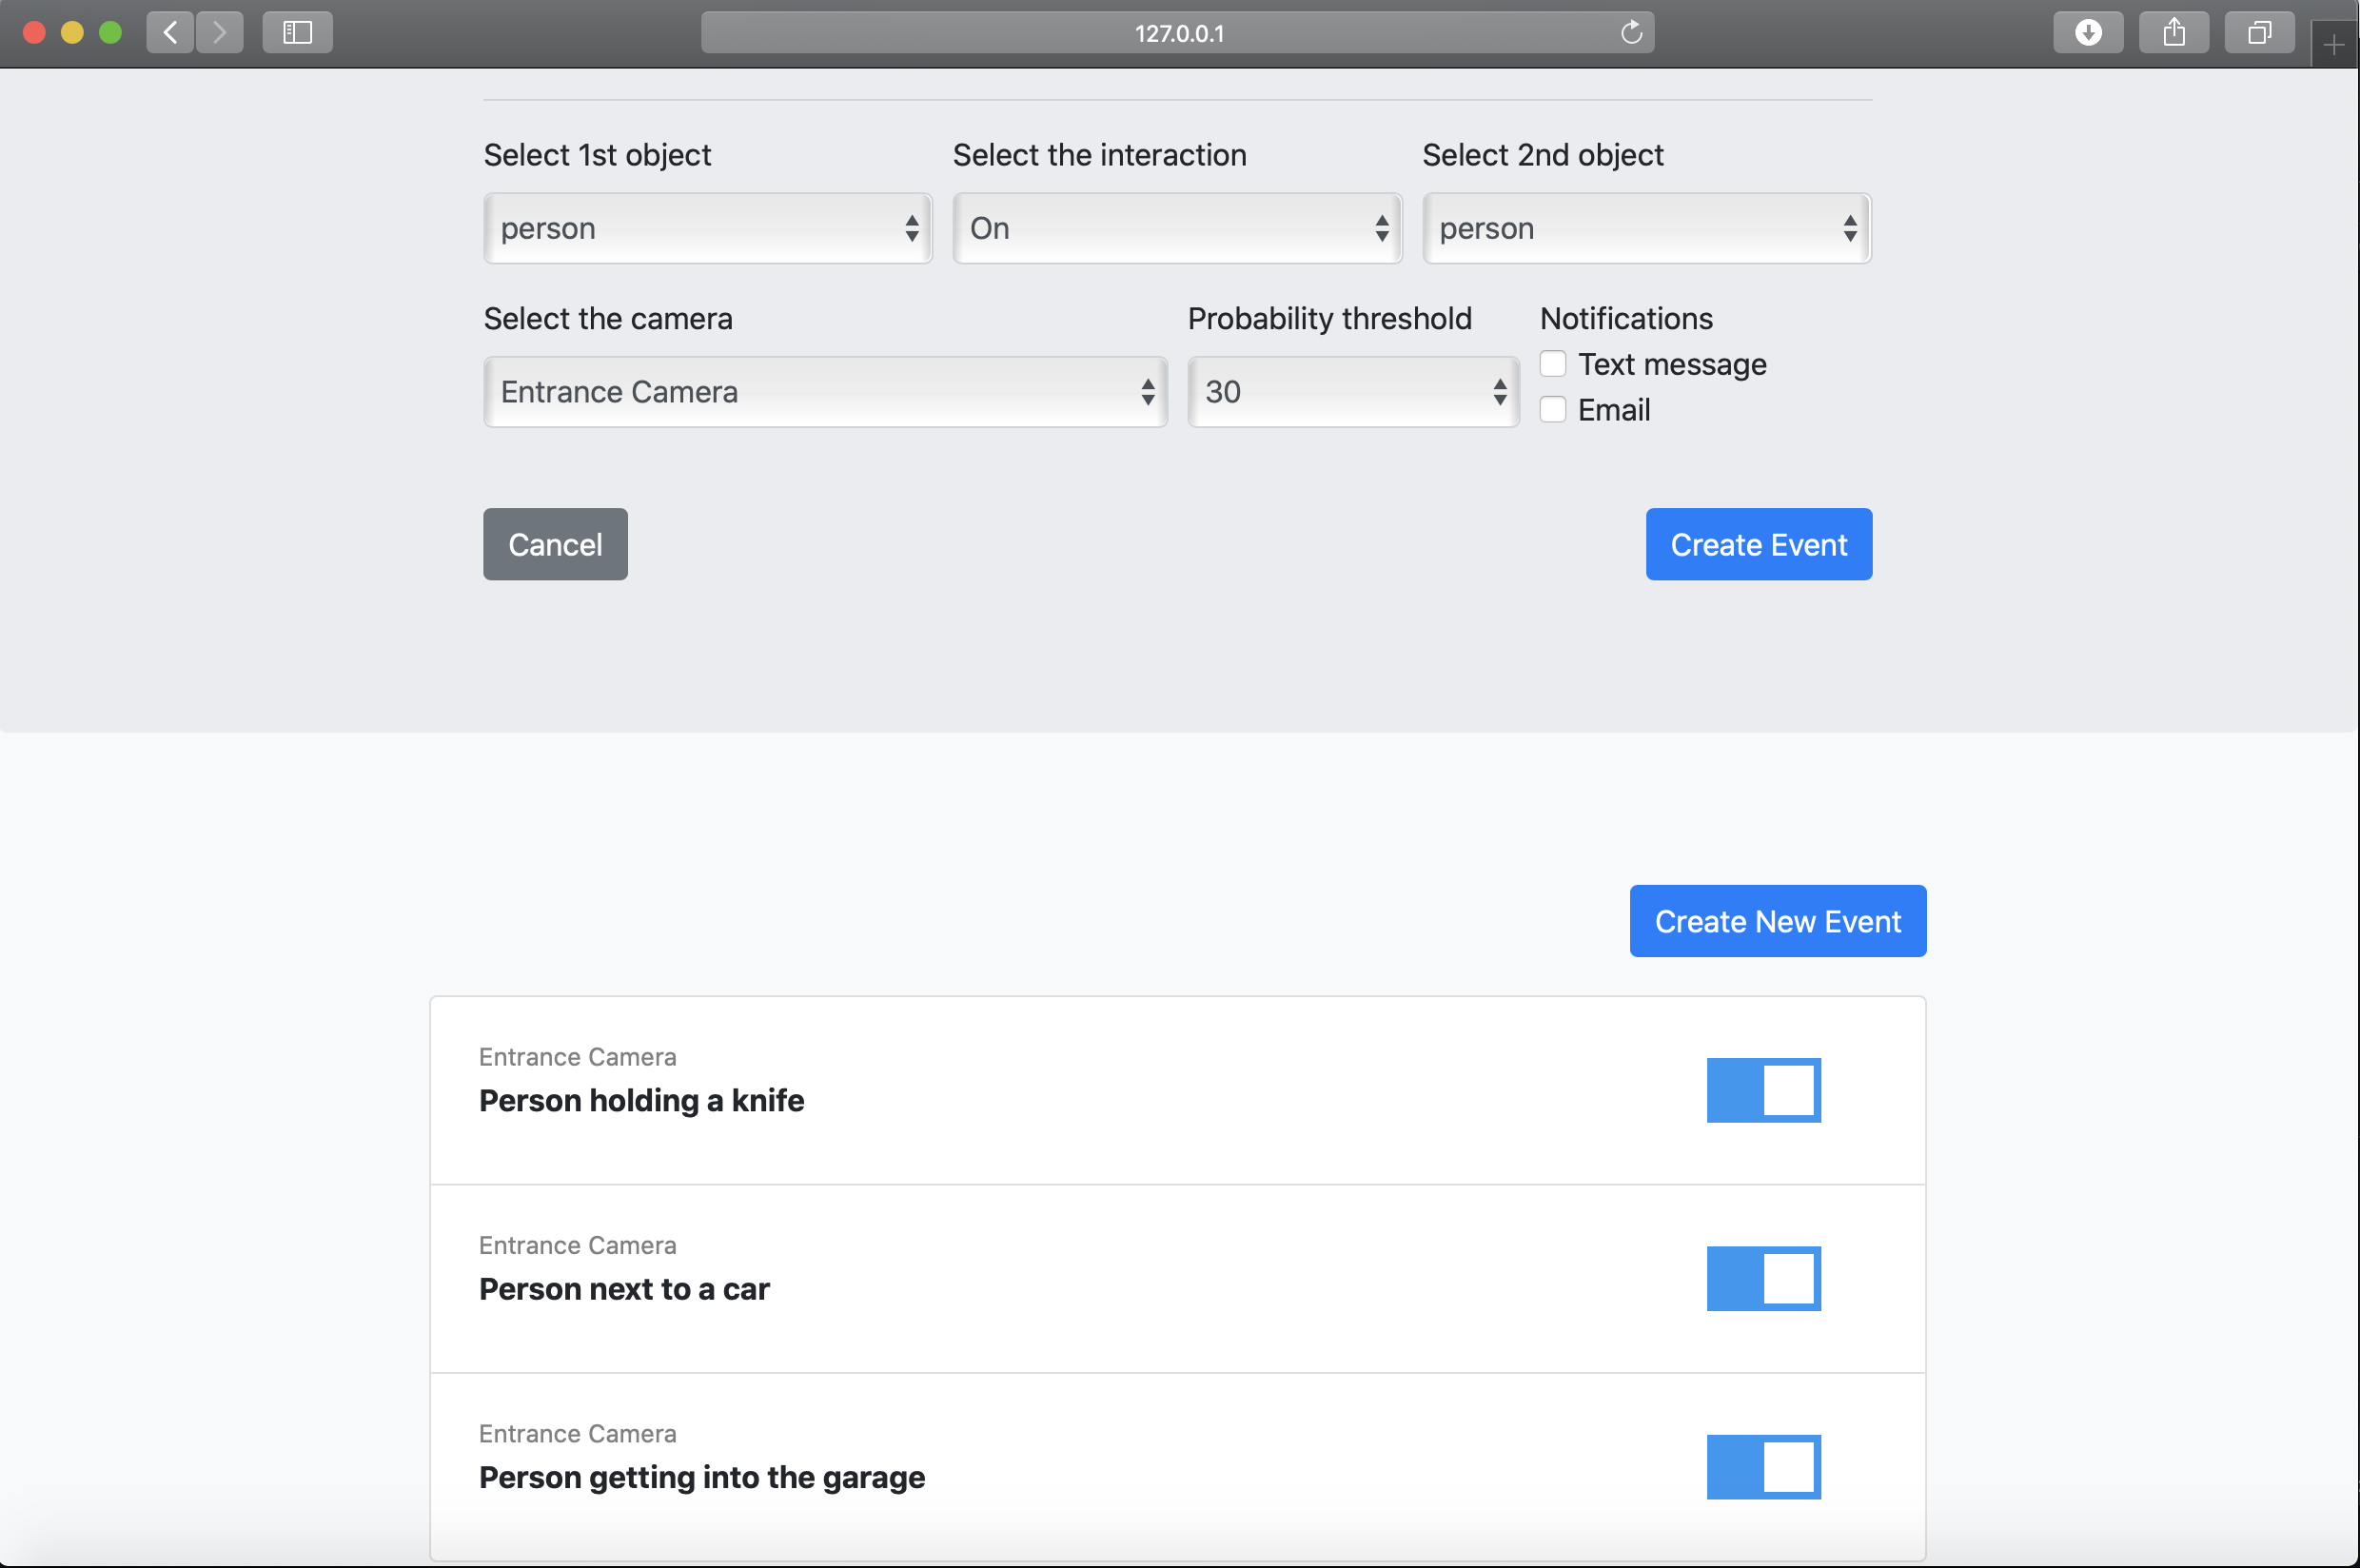 127.0.0.1
Select 1st object Select the interaction Select 2nd object
person On person
Select the camera Probability threshold Notifications
Entrance Camera 30 Text message
Email
Cancel Create Event
Create New Event
Entrance Camera
Person holding a knife
Entrance Camera
Person next to a car
Entrance Camera
Person getting into the garage